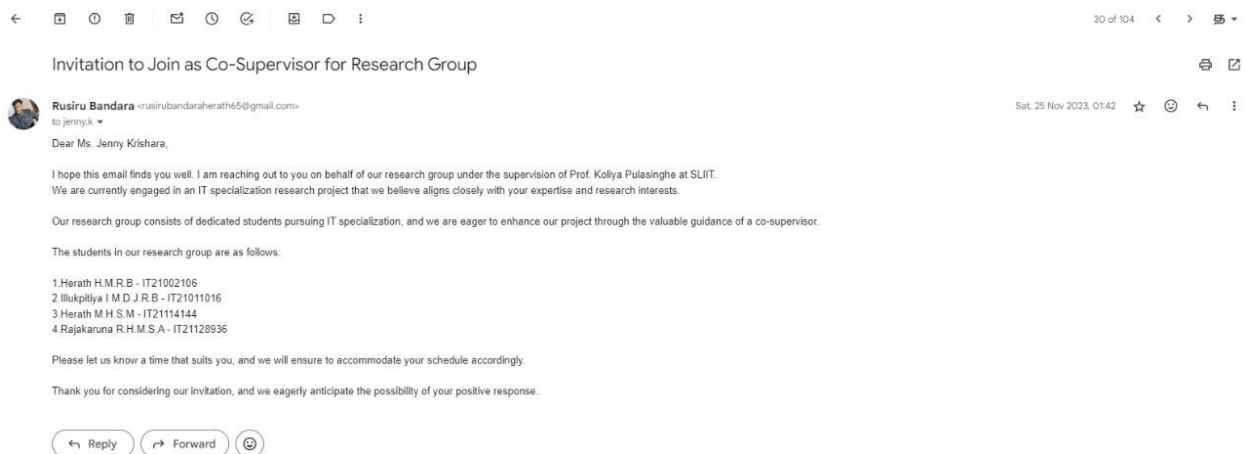 30 of 104
Invitation to Join as Co-Supervisor for Research Group
Rusiru Bandara <rusirubandaraherath65@gmail.com>
Sat, 25 Nov 2023, 01:42
to jenny.k
Dear Ms. Jenny Krishara,
I hope this email finds you well. I am reaching out to you on behalf of our research group under the supervision of Prof. Koliya Pulasinghe at SLIIT.
We are currently engaged in an IT specialization research project that we believe aligns closely with your expertise and research interests.
Our research group consists of dedicated students pursuing IT specialization, and we are eager to enhance our project through the valuable guidance of a co-supervisor.
The students in our research group are as follows:
1.Herath H.M.R.B - IT21002106
2.Illukpitiya I.M.D.J.R.B - IT21011016
3.Herath M.H.S.M - IT21114144
4.Rajakaruna R.H.M.S.A - IT21128936
Please let us know a time that suits you, and we will ensure to accommodate your schedule accordingly.
Thank you for considering our invitation, and we eagerly anticipate the possibility of your positive response.
Reply
Forward